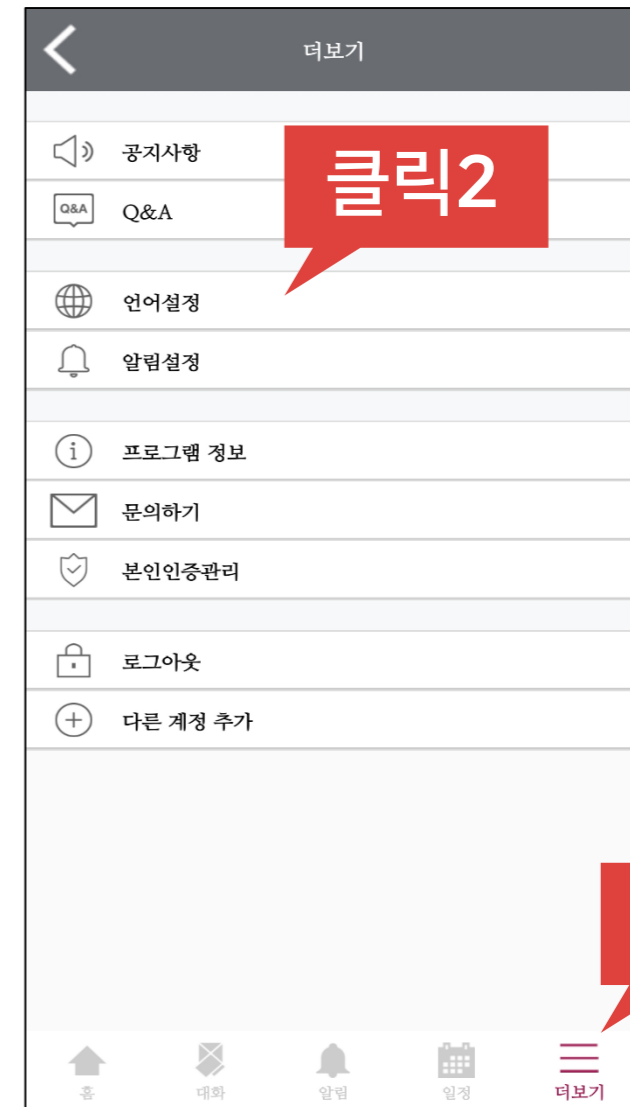 더보기
공지사항
클릭2
Q&A
Q&A
언어설정
알림설정
i
프로그램 정보
문의하기
본인인증관리
로그아웃
다른 계정 추가
홈
대화
알림
일정
더보기